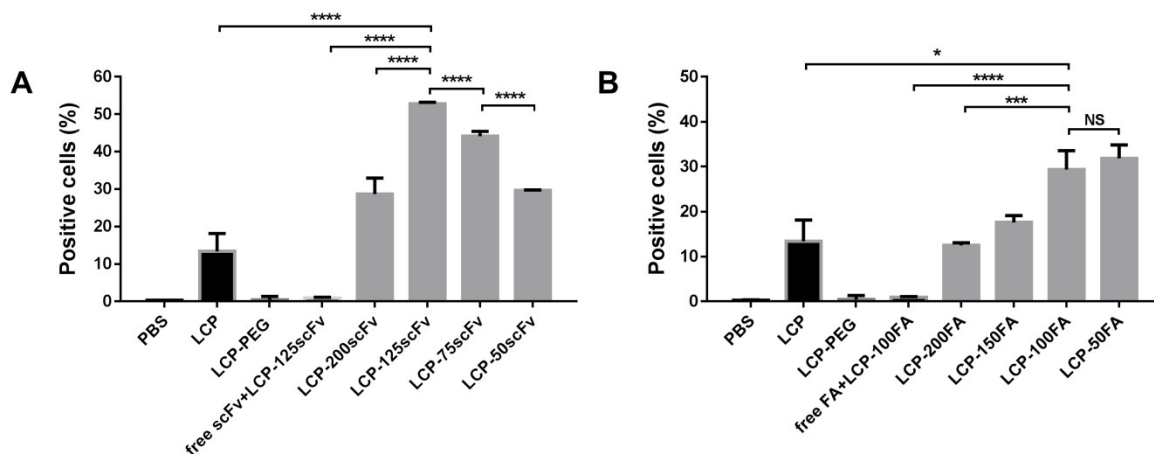 A
Positive cells (%)
60
50
40
30
20
10
0
****
****
****
****
****
PBS
LCP
LCP-PEG
free scFv+LCP-125scFv
LCP-200scFv
LCP-125scFv
LCP-75scFv
LCP-50scFv
B
Positive cells (%)
50
40
30
20
10
0
*
****
***
NS
PBS
LCP
LCP-PEG
free FA+LCP-100FA
LCP-200FA
LCP-150FA
LCP-100FA
LCP-50FA